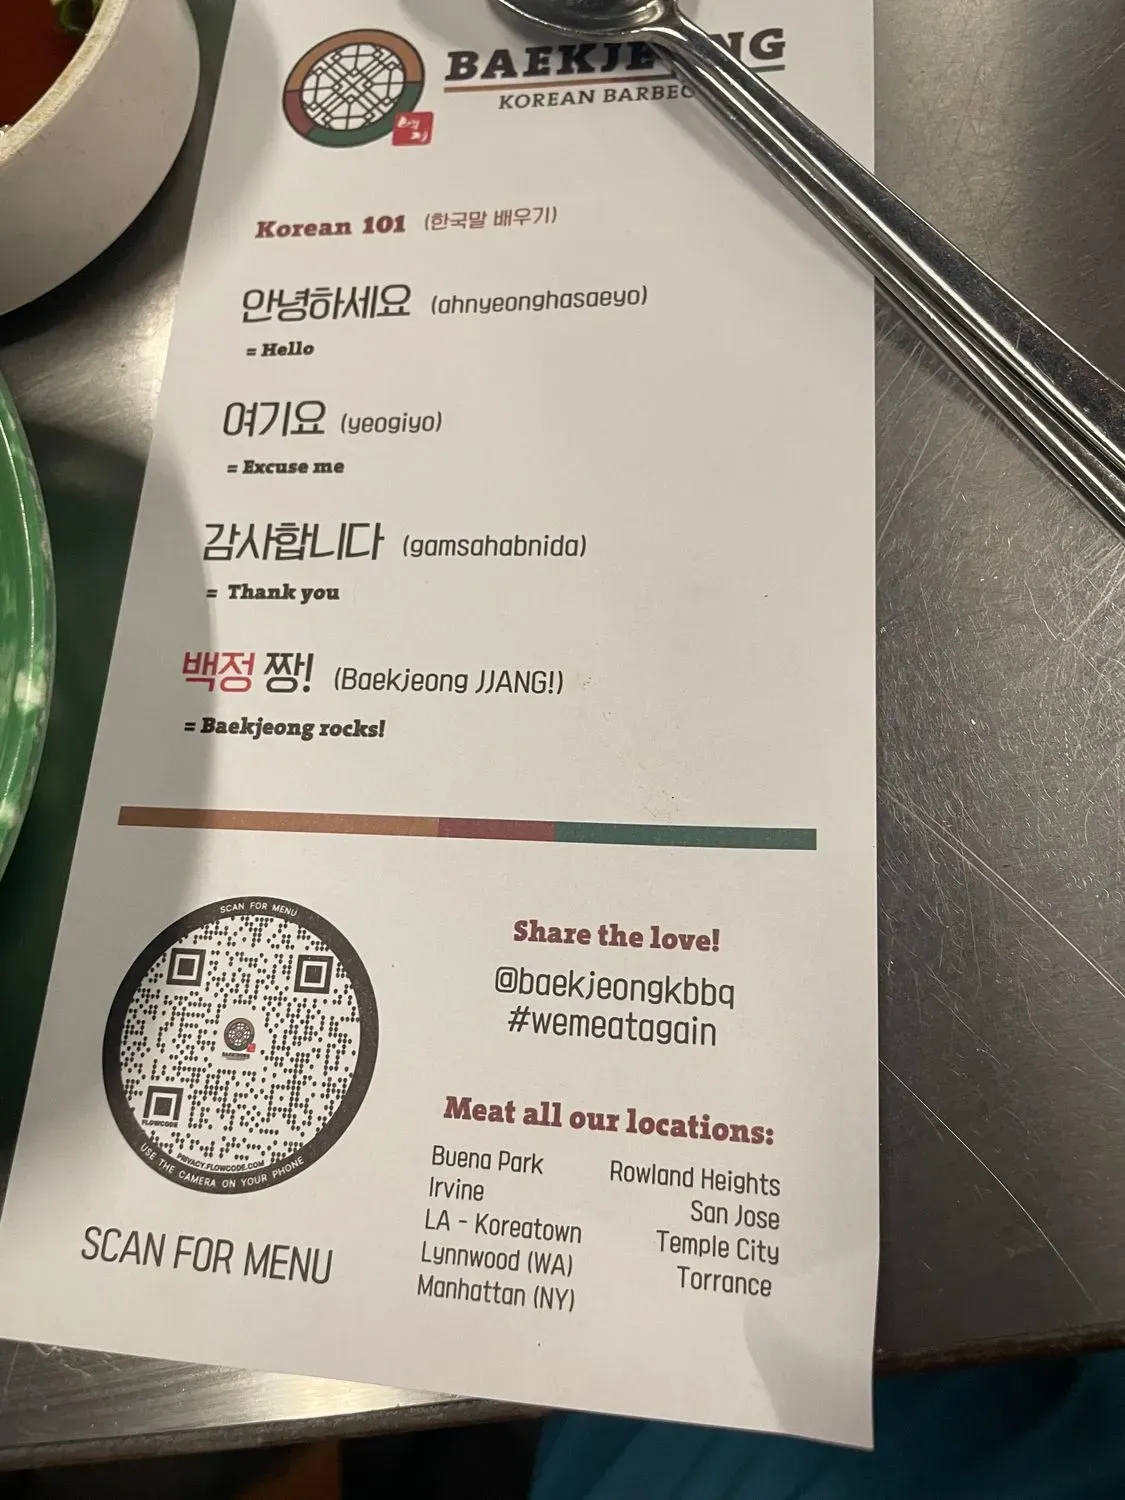 BAEKJEONG
KOREAN BARBEC
Korean 101 (한국말 배우기)
안녕하세요 (ahnyeonghasaeyo)
= Hello
여기요 (yeogiyo)
= Excuse me
감사합니다 (gamsahabnida)
= Thank you
백정 짱! (Baekjeong JJANG!)
= Baekjeong rocks!
SCAN FOR MENU
FLOWCODE
PRIVACY.FLOWCODE.COM
USE THE CAMERA ON YOUR PHONE
SCAN FOR MENU
Share the love!
@baekjeongkbbq
#wemeatagain
Meat all our locations:
Buena Park
Irvine
LA - Koreatown
Lynnwood (WA)
Manhattan (NY)
Rowland Heights
San Jose
Temple City
Torrance